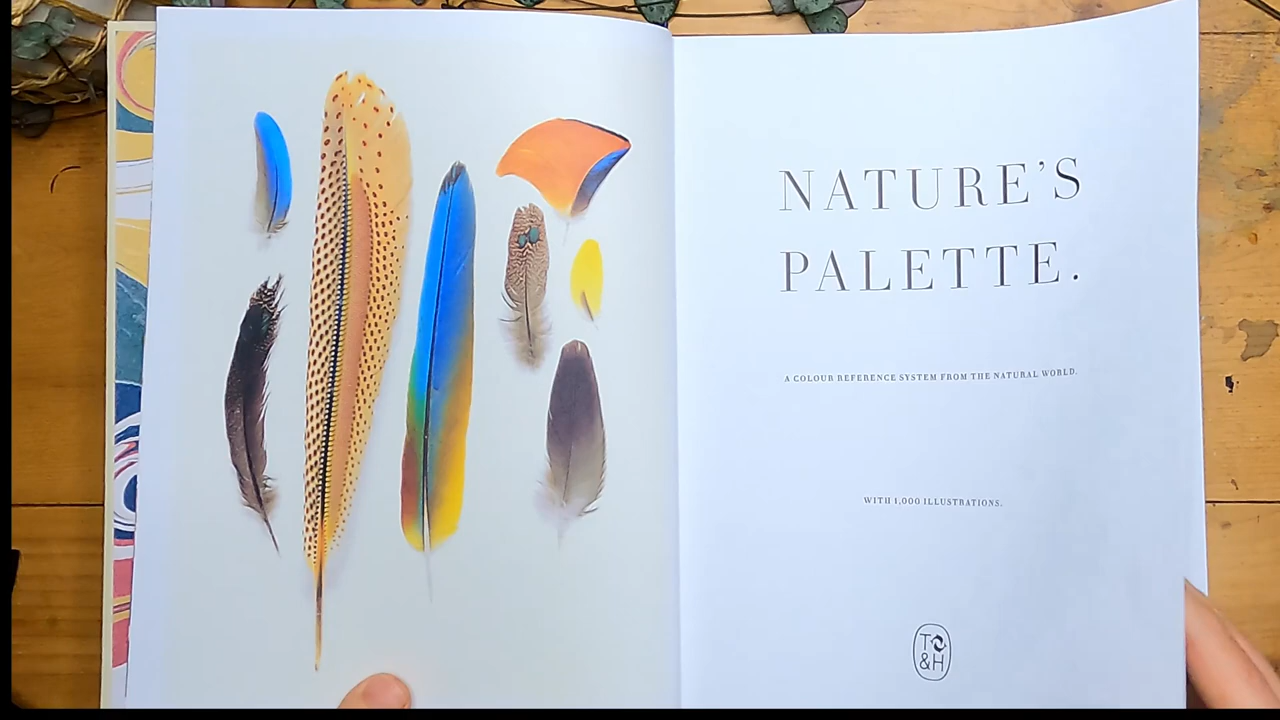 NATURE'S
PALETTE.
A COLOUR REFERENCE SYSTEM FROM THE NATURAL WORLD.
WITH 1,000 ILLUSTRATIONS.
T
&H